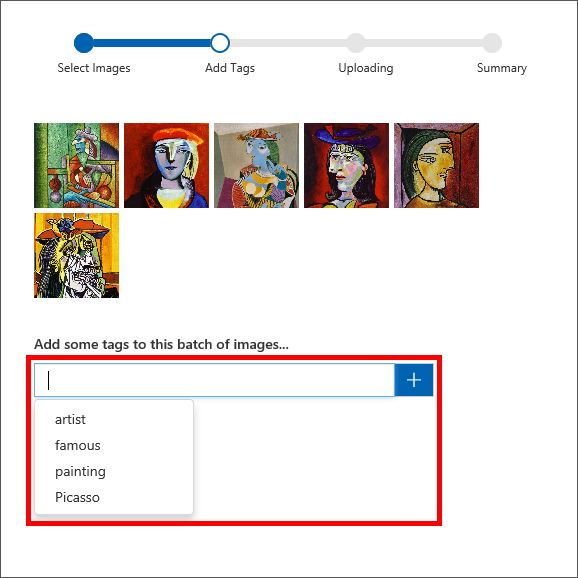 Select Images
Add Tags
Uploading
Summary
Add some tags to this batch of images...
artist
famous
painting
Picasso